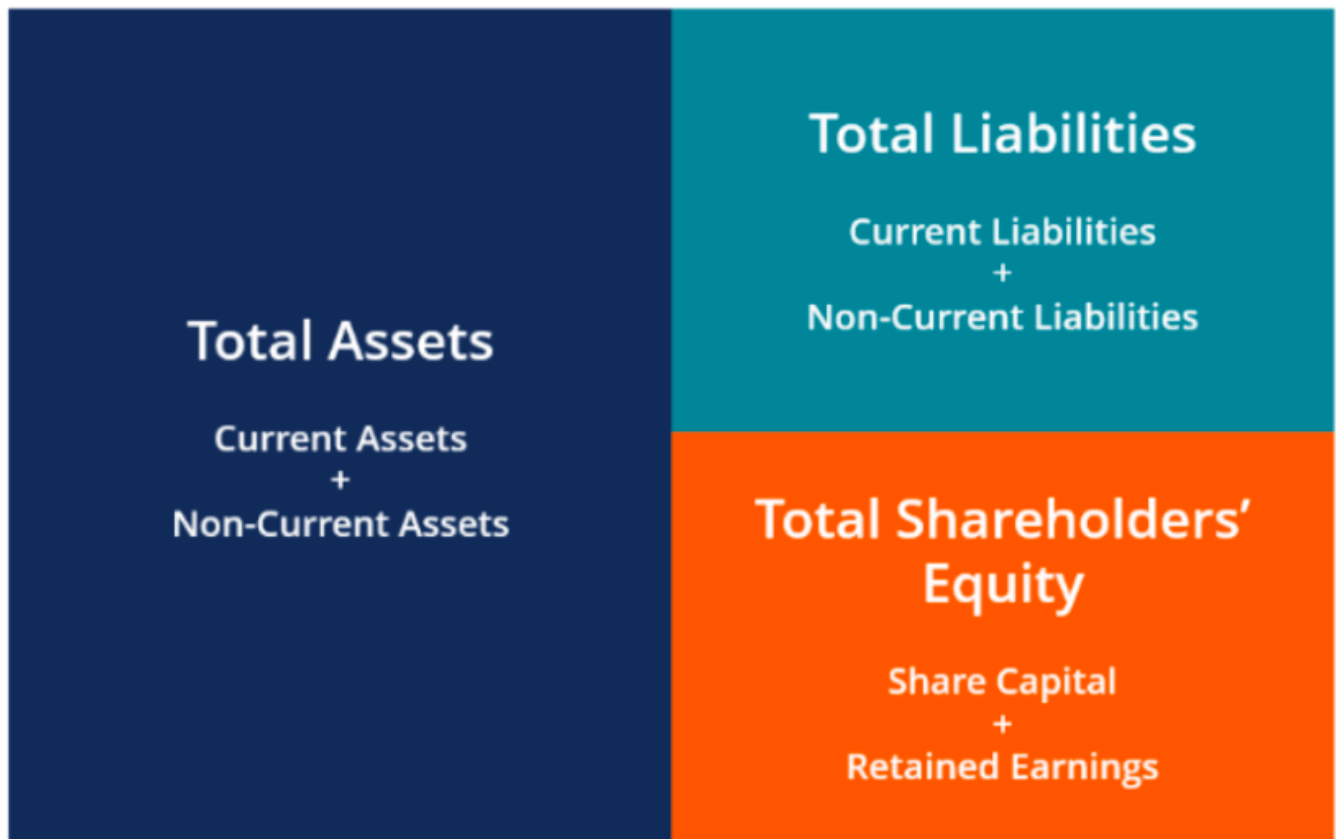 Total Assets
Current Assets
+
Non-Current Assets
Total Liabilities
Current Liabilities
+
Non-Current Liabilities
Total Shareholders’
Equity
Share Capital
+
Retained Earnings